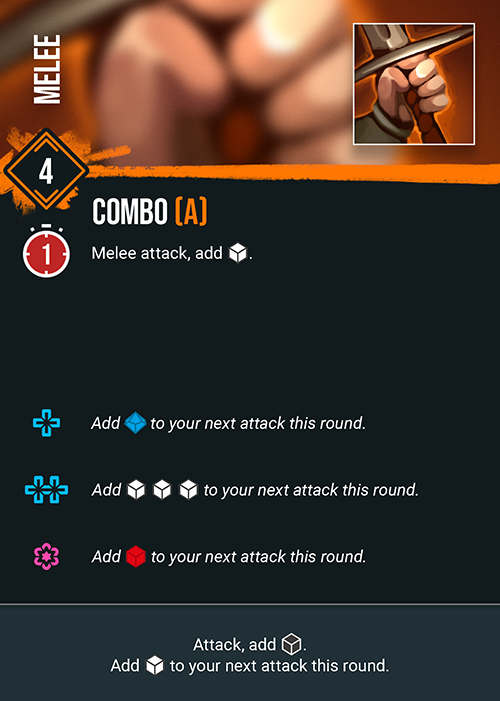 MELEE
4
COMBO (A)
1
Melee attack, add .
Add to your next attack this round.
Add to your next attack this round.
Add to your next attack this round.
Attack, add .
Add to your next attack this round.